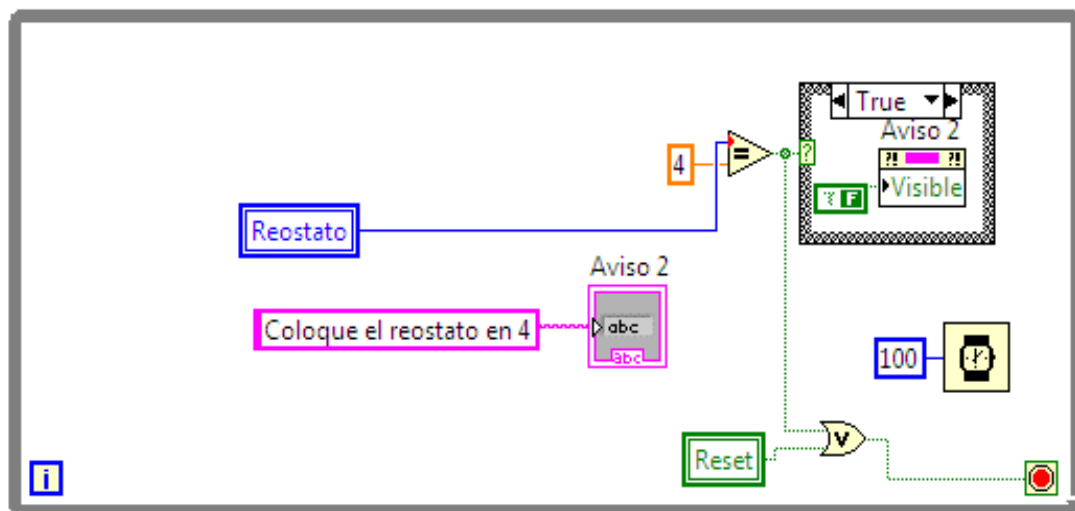 True
Aviso 2
?! ?!
Visible
F
?
4
=
Reostato
Aviso 2
Coloque el reostato en 4
abc
abc
100
V
Reset
i